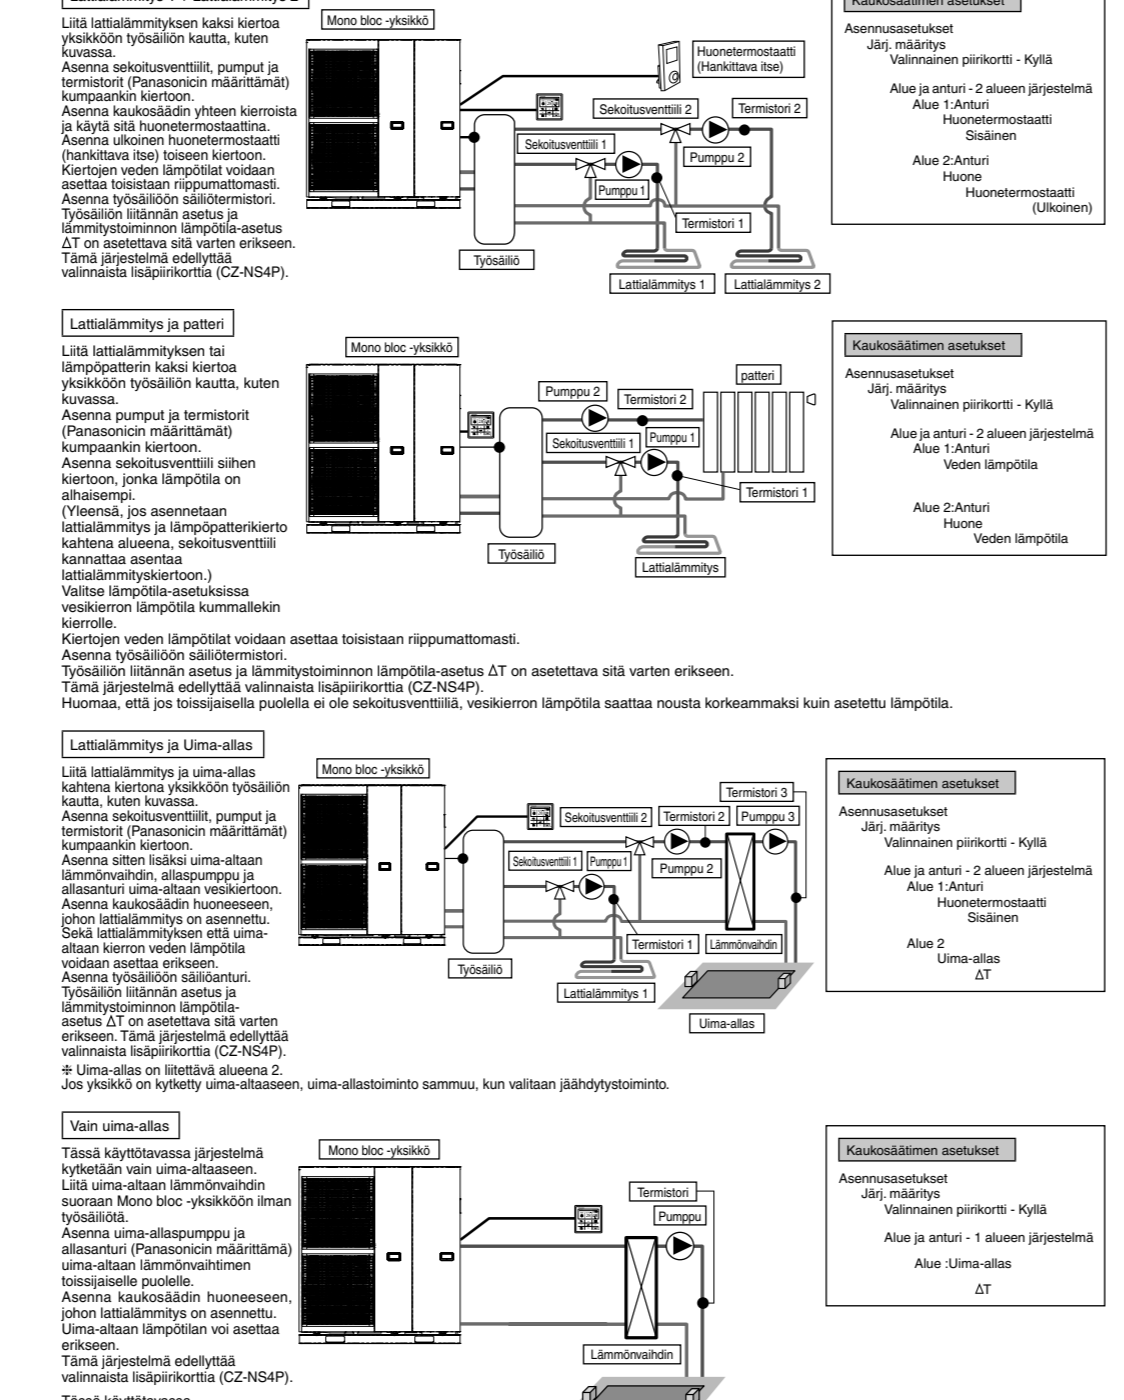 Kaukosäätimen asetukset
Liitä lattialämmityksen kaksi kiertoa
yksikköön työsäiliön kautta, kuten
kuvassa.
Asenna sekoitusventtiilit, pumput ja
termistorit (Panasonicin määrittämät)
kumpaankin kiertoon.
Asenna kaukosäädin yhteen kierroista
ja käytä sitä huonetermostaattina.
Asenna ulkoinen huonetermostaatti
(hankittava itse) toiseen kiertoon.
Kiertojen veden lämpötilat voidaan
asettaa toisistaan riippumattomasti.
Asenna työsäiliöön säiliötermistori.
Työsäiliön liitännän asetus ja
lämmitystoiminnon lämpötila-asetus
ΔT on asetettava sitä varten erikseen.
Tämä järjestelmä edellyttää
valinnaista lisäpiirikorttia (CZ-NS4P).
Mono bloc -yksikkö
Huonetermostaatti
(Hankittava itse)
Sekoitusventtiili 2
Termistori 2
Sekoitusventtiili 1
Pumppu 2
Pumppu 1
Termistori 1
Työsäiliö
Lattialämmitys 1
Lattialämmitys 2
Asennusasetukset
Järj. määritys
Valinnainen piirikortti - Kyllä
Alue ja anturi - 2 alueen järjestelmä
Alue 1:Anturi
Huonetermostaatti
Sisäinen
Alue 2:Anturi
Huone
Huonetermostaatti
(Ulkoinen)
Lattialämmitys ja patteri
Liitä lattialämmityksen tai
lämpöpatterin kaksi kiertoa
yksikköön työsäiliön kautta, kuten
kuvassa.
Asenna pumput ja termistorit
(Panasonicin määrittämät)
kumpaankin kiertoon.
Asenna sekoitusventtiili siihen
kiertoon, jonka lämpötila on
alhaisempi.
(Yleensä, jos asennetaan
lattialämmitys ja lämpöpatterikierto
kahtena alueena, sekoitusventtiili
kannattaa asentaa
lattialämmityskiertoon.)
Valitse lämpötila-asetuksissa
vesikierron lämpötila kummallekin
kierrolle.
Kiertojen veden lämpötilat voidaan asettaa toisistaan riippumattomasti.
Asenna työsäiliöön säiliötermistori.
Työsäiliön liitännän asetus ja lämmitystoiminnon lämpötila-asetus ΔT on asetettava sitä varten erikseen.
Tämä järjestelmä edellyttää valinnaista lisäpiirikorttia (CZ-NS4P).
Huomaa, että jos toissijaisella puolella ei ole sekoitusventtiiliä, vesikierron lämpötila saattaa nousta korkeammaksi kuin asetettu lämpötila.
Mono bloc -yksikkö
patteri
Pumppu 2
Termistori 2
Sekoitusventtiili 1
Pumppu 1
Termistori 1
Työsäiliö
Lattialämmitys
Kaukosäätimen asetukset
Asennusasetukset
Järj. määritys
Valinnainen piirikortti - Kyllä
Alue ja anturi - 2 alueen järjestelmä
Alue 1:Anturi
Veden lämpötila
Alue 2:Anturi
Huone
Veden lämpötila
Lattialämmitys ja Uima-allas
Liitä lattialämmitys ja uima-allas
kahtena kiertona yksikköön työsäiliön
kautta, kuten kuvassa.
Asenna sekoitusventtiilit, pumput ja
termistorit (Panasonicin määrittämät)
kumpaankin kiertoon.
Asenna sitten lisäksi uima-altaan
lämmönvaihdin, allaspumppu ja
allasanturi uima-altaan vesikiertoon.
Asenna kaukosäädin huoneeseen,
johon lattialämmitys on asennettu.
Sekä lattialämmityksen että uima-
altaan kierron veden lämpötila
voidaan asettaa erikseen.
Asenna työsäiliöön säiliöanturi.
Työsäiliön liitännän asetus ja
lämmitystoiminnon lämpötila-
asetus ΔT on asetettava sitä varten
erikseen. Tämä järjestelmä edellyttää
valinnaista lisäpiirikorttia (CZ-NS4P).
❉ Uima-allas on liitettävä alueena 2.
Jos yksikkö on kytketty uima-altaaseen, uima-allastoiminto sammuu, kun valitaan jäähdytystoiminto.
Mono bloc -yksikkö
Termistori 3
Sekoitusventtiili 2
Termistori 2
Pumppu 3
Sekoitusventtiili 1
Pumppu 1
Pumppu 2
Termistori 1
Lämmönvaihdin
Työsäiliö
Lattialämmitys 1
Uima-allas
Kaukosäätimen asetukset
Asennusasetukset
Järj. määritys
Valinnainen piirikortti - Kyllä
Alue ja anturi - 2 alueen järjestelmä
Alue 1:Anturi
Huonetermostaatti
Sisäinen
Alue 2
Uima-allas
ΔT
Vain uima-allas
Tässä käyttötavassa järjestelmä
kytketään vain uima-altaaseen.
Liitä uima-altaan lämmönvaihdin
suoraan Mono bloc -yksikköön ilman
työsäiliötä.
Asenna uima-allaspumppu ja
allasanturi (Panasonicin määrittämä)
uima-altaan lämmönvaihtimen
toissijaiselle puolelle.
Asenna kaukosäädin huoneeseen,
johon lattialämmitys on asennettu.
Uima-altaan lämpötilan voi asettaa
erikseen.
Tämä järjestelmä edellyttää
valinnaista lisäpiirikorttia (CZ-NS4P).
Mono bloc -yksikkö
Termistori
Pumppu
Lämmönvaihdin
Kaukosäätimen asetukset
Asennusasetukset
Järj. määritys
Valinnainen piirikortti - Kyllä
Alue ja anturi - 1 alueen järjestelmä
Alue :Uima-allas
ΔT